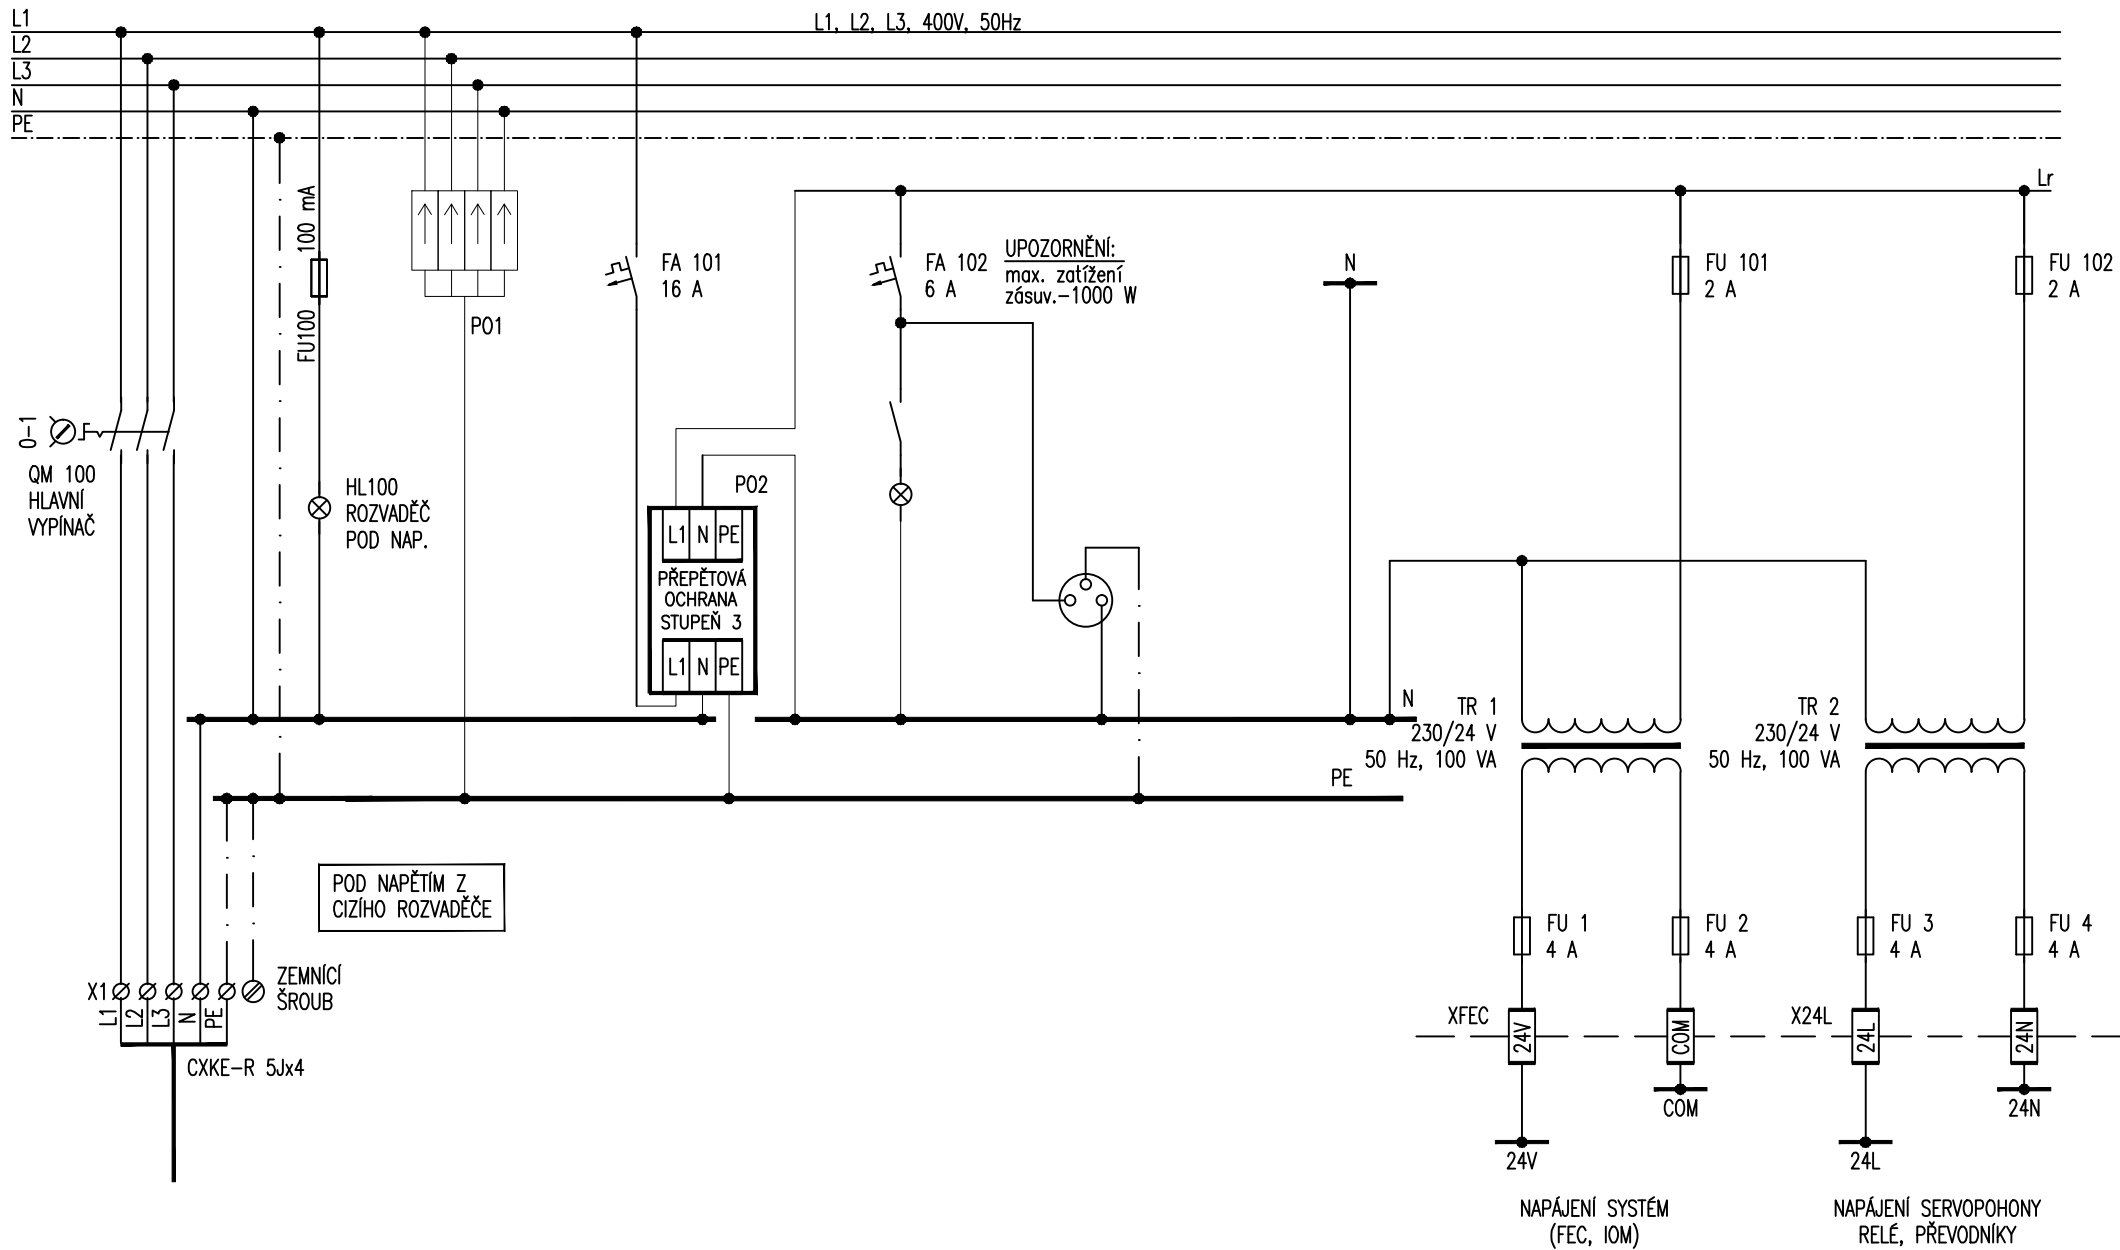 L1
L1, L2, L3, 400V, 50Hz
L2
L3
N
PE
Lr
100 mA
FU100
PO1
FA 101
16 A
FA 102
6 A
UPOZORNĚNÍ:
max. zatížení
zásuv.-1000 W
N
FU 101
2 A
FU 102
2 A
0-1
QM 100
HLAVNÍ
VYPÍNAČ
HL100
ROZVADĚČ
POD NAP.
PO2
L1 N PE
PŘEPĚTOVÁ
OCHRANA
STUPEŇ 3
L1 N PE
N
PE
TR 1
230/24 V
50 Hz, 100 VA
TR 2
230/24 V
50 Hz, 100 VA
POD NAPĚTÍM Z
CIZÍHO ROZVADĚČE
FU 1
4 A
FU 2
4 A
FU 3
4 A
FU 4
4 A
X1
ZEMNÍCÍ
ŠROUB
L1
L2
L3
N
PE
CXKE-R 5Jx4
XFEC
24V
COM
X24L
24L
24N
COM
24N
24V
24L
NAPÁJENÍ SYSTÉM
(FEC, IOM)
NAPÁJENÍ SERVOPOHONY
RELÉ, PŘEVODNÍKY